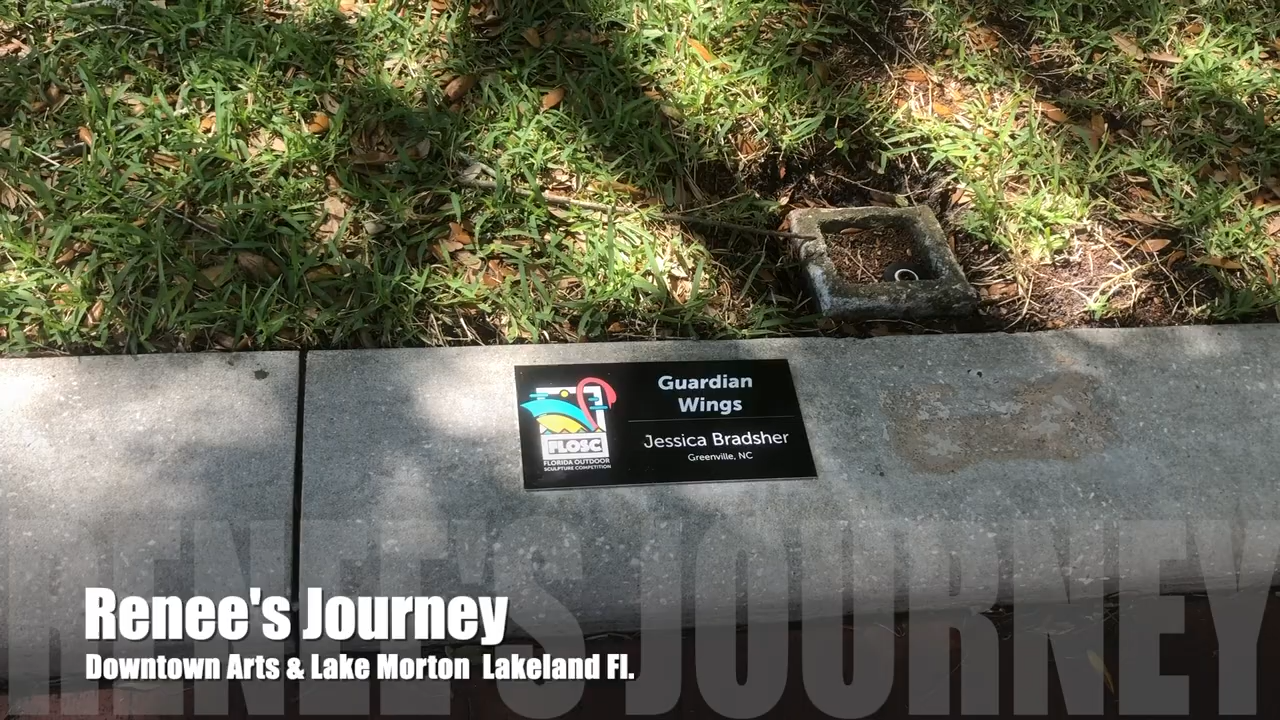 Guardian
Wings
Jessica Bradsher
Greenville, NC
FLOSC
FLORIDA OUTDOOR
SCULPTURE COMPETITION
RENEE'S JOURNEY
Renee's Journey
Downtown Arts & Lake Morton Lakeland Fl.